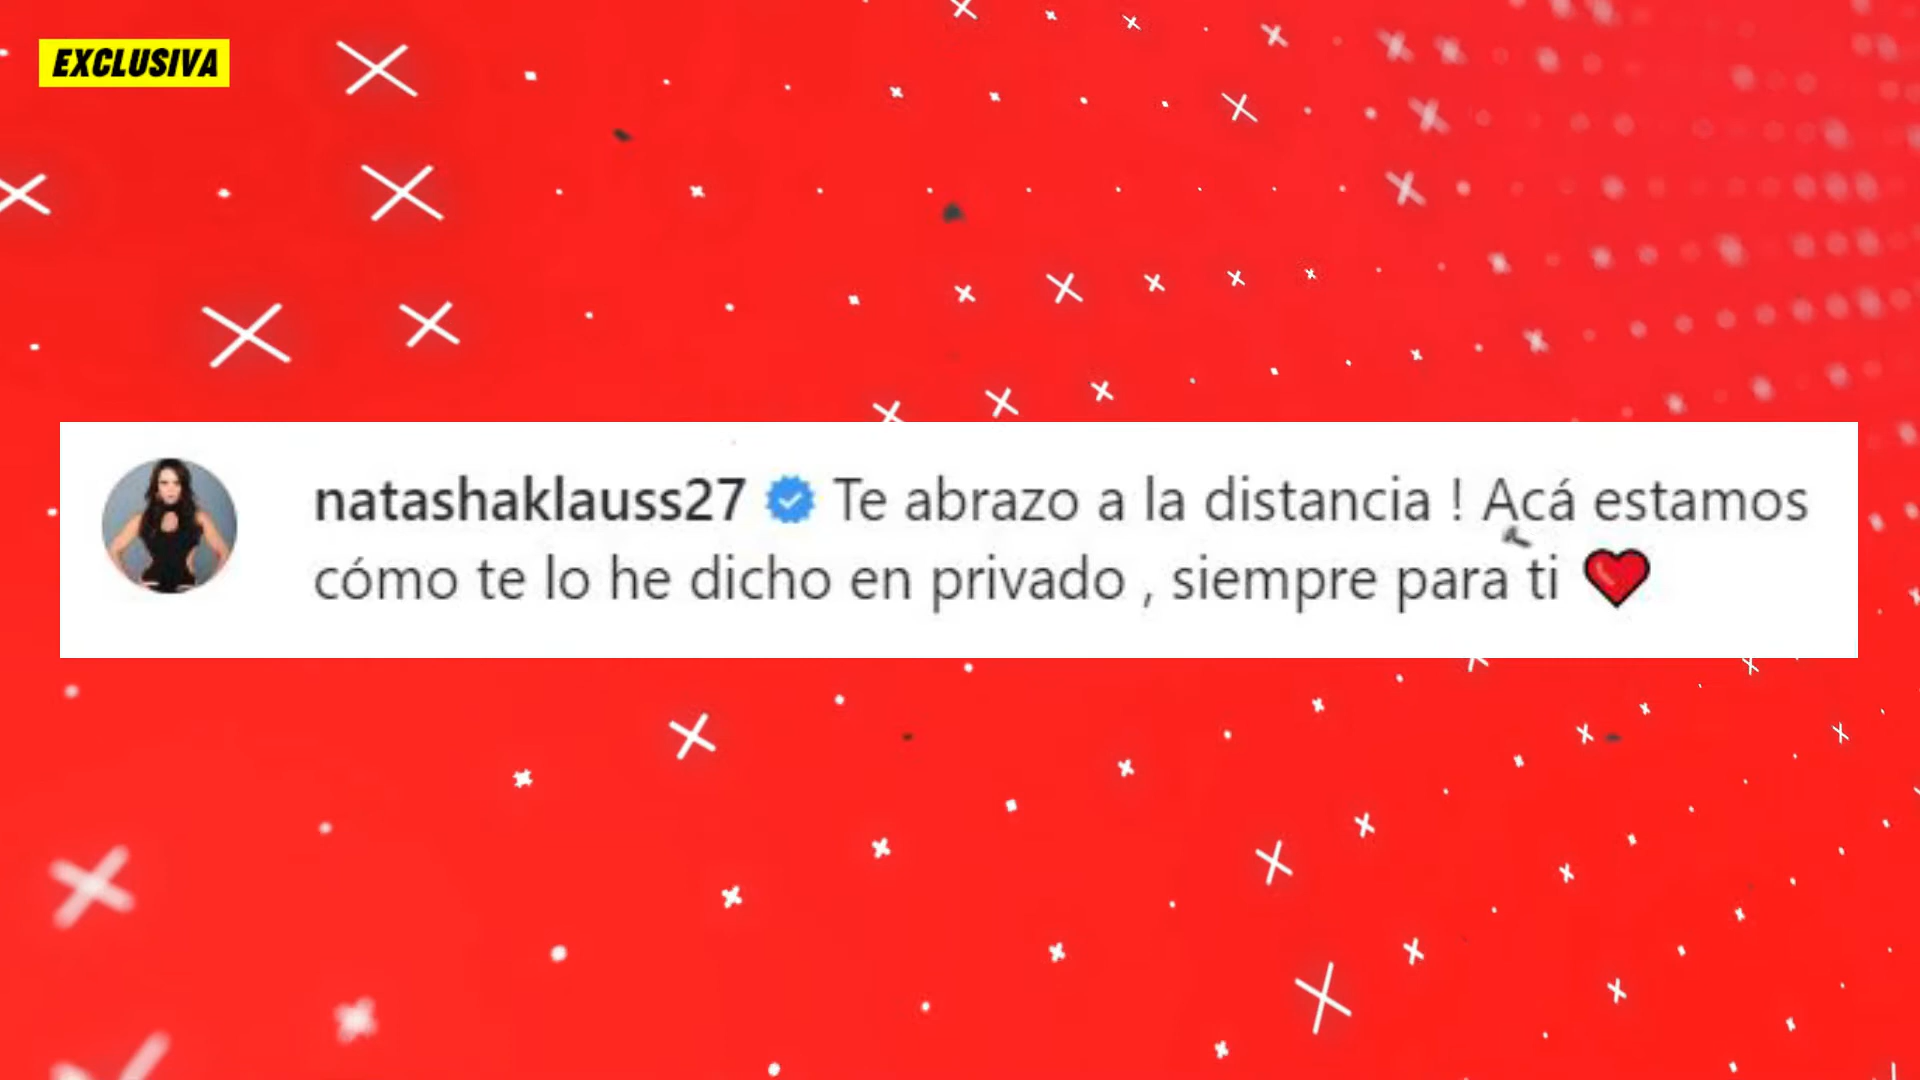 EXCLUSIVA
natashaklauss27 Te abrazo a la distancia ! Acá estamos
cómo te lo he dicho en privado , siempre para ti ❤️